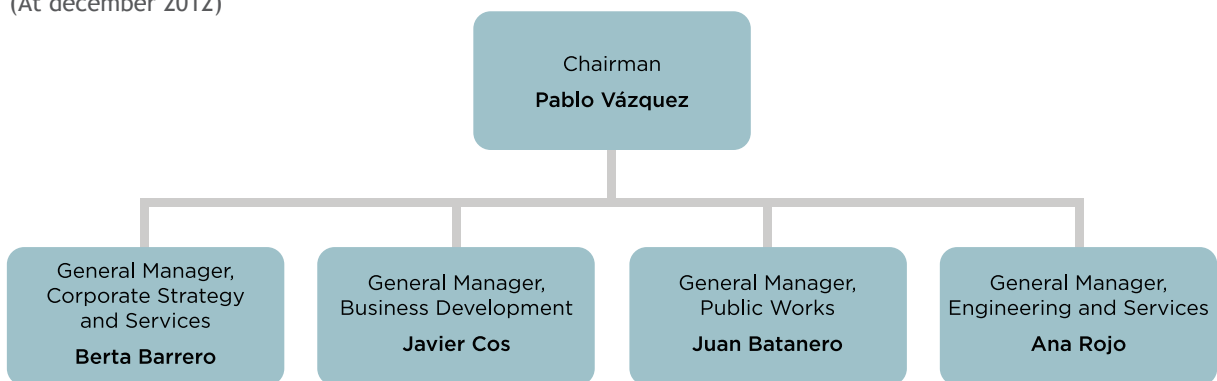 (At december 2012)
Chairman
Pablo Vázquez
General Manager,
Corporate Strategy
and Services
Berta Barrero
General Manager,
Business Development
Javier Cos
General Manager,
Public Works
Juan Batanero
General Manager,
Engineering and Services
Ana Rojo